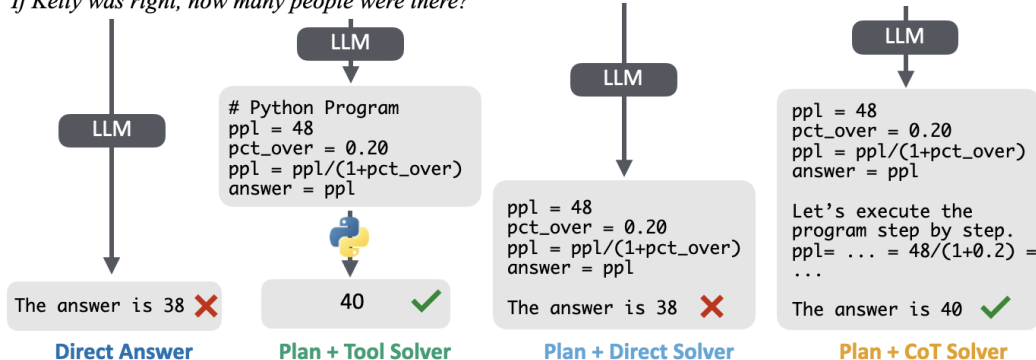 If Kelly was right, how many people were there?
LLM
The answer is 38
Direct Answer
LLM
# Python Program
ppl = 48
pct_over = 0.20
ppl = ppl/(1+pct_over)
answer = ppl
40
Plan + Tool Solver
LLM
ppl = 48
pct_over = 0.20
ppl = ppl/(1+pct_over)
answer = ppl
The answer is 38
Plan + Direct Solver
LLM
ppl = 48
pct_over = 0.20
ppl = ppl/(1+pct_over)
answer = ppl
Let’s execute the
program step by step.
ppl= ... = 48/(1+0.2) =
...
The answer is 40
Plan + CoT Solver